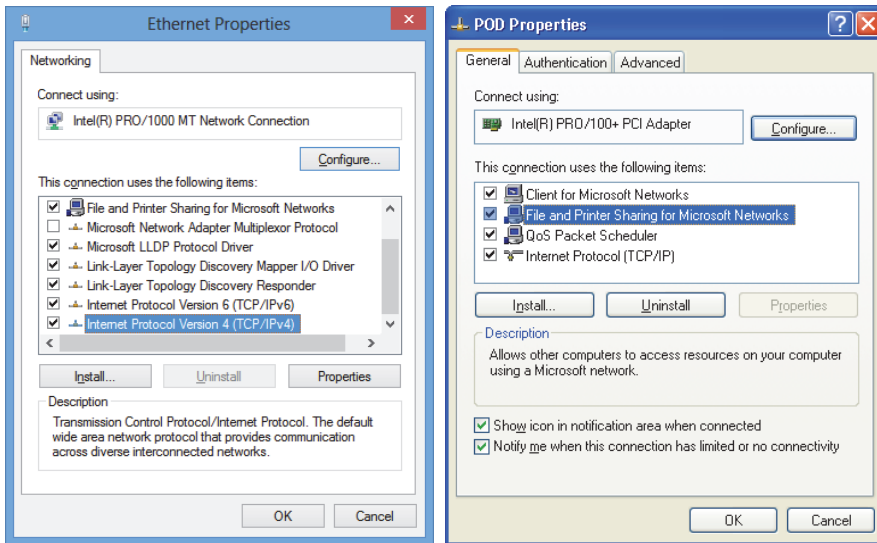 Ethernet Properties
Networking
Connect using:
Intel(R) PRO/1000 MT Network Connection
Configure...
This connection uses the following items:
File and Printer Sharing for Microsoft Networks
Microsoft Network Adapter Multiplexor Protocol
Microsoft LLDP Protocol Driver
Link-Layer Topology Discovery Mapper I/O Driver
Link-Layer Topology Discovery Responder
Internet Protocol Version 6 (TCP/IPv6)
Internet Protocol Version 4 (TCP/IPv4)
Install...
Uninstall
Properties
Description
Transmission Control Protocol/Internet Protocol. The default
wide area network protocol that provides communication
across diverse interconnected networks.
OK
Cancel
POD Properties
General
Authentication
Advanced
Connect using:
Intel(R) PRO/100+ PCI Adapter
Configure...
This connection uses the following items:
Client for Microsoft Networks
File and Printer Sharing for Microsoft Networks
QoS Packet Scheduler
Internet Protocol (TCP/IP)
Install...
Uninstall
Properties
Description
Allows other computers to access resources on your computer
using a Microsoft network.
Show icon in notification area when connected
Notify me when this connection has limited or no connectivity
OK
Cancel